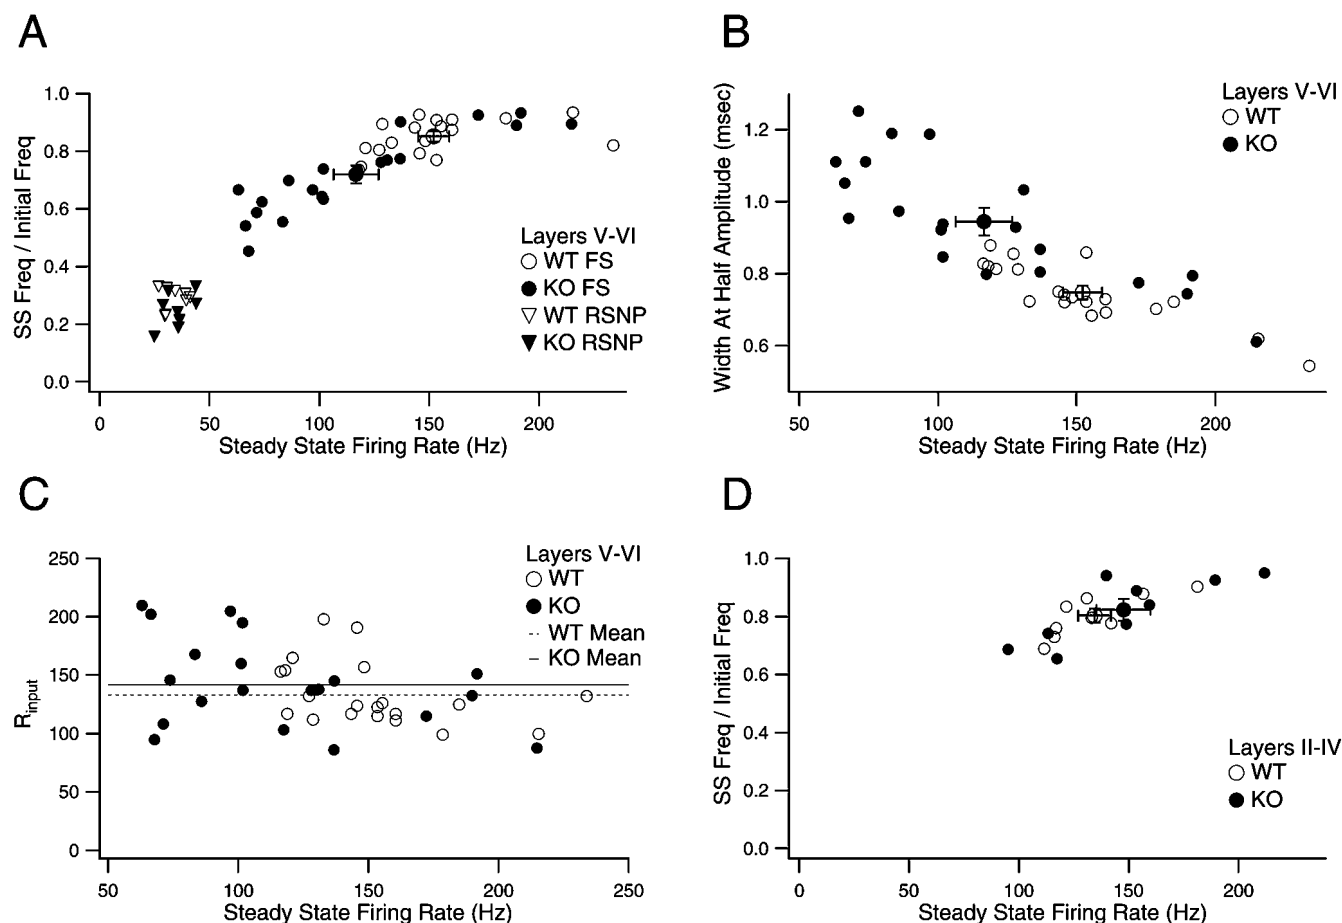 A
SS Freq / Initial Freq
1.0
0.8
0.6
0.4
0.2
0.0
Layers V-VI
WT FS
KO FS
WT RSNP
KO RSNP
0 50 100 150 200
Steady State Firing Rate (Hz)
B
Width At Half Amplitude (msec)
1.2
1.0
0.8
0.6
Layers V-VI
WT
KO
50 100 150 200
Steady State Firing Rate (Hz)
C
Rinput
250
200
150
100
50
0
Layers V-VI
WT
KO
WT Mean
KO Mean
50 100 150 200 250
Steady State Firing Rate (Hz)
D
SS Freq / Initial Freq
1.0
0.8
0.6
0.4
0.2
0.0
Layers II-IV
WT
KO
0 50 100 150 200
Steady State Firing Rate (Hz)